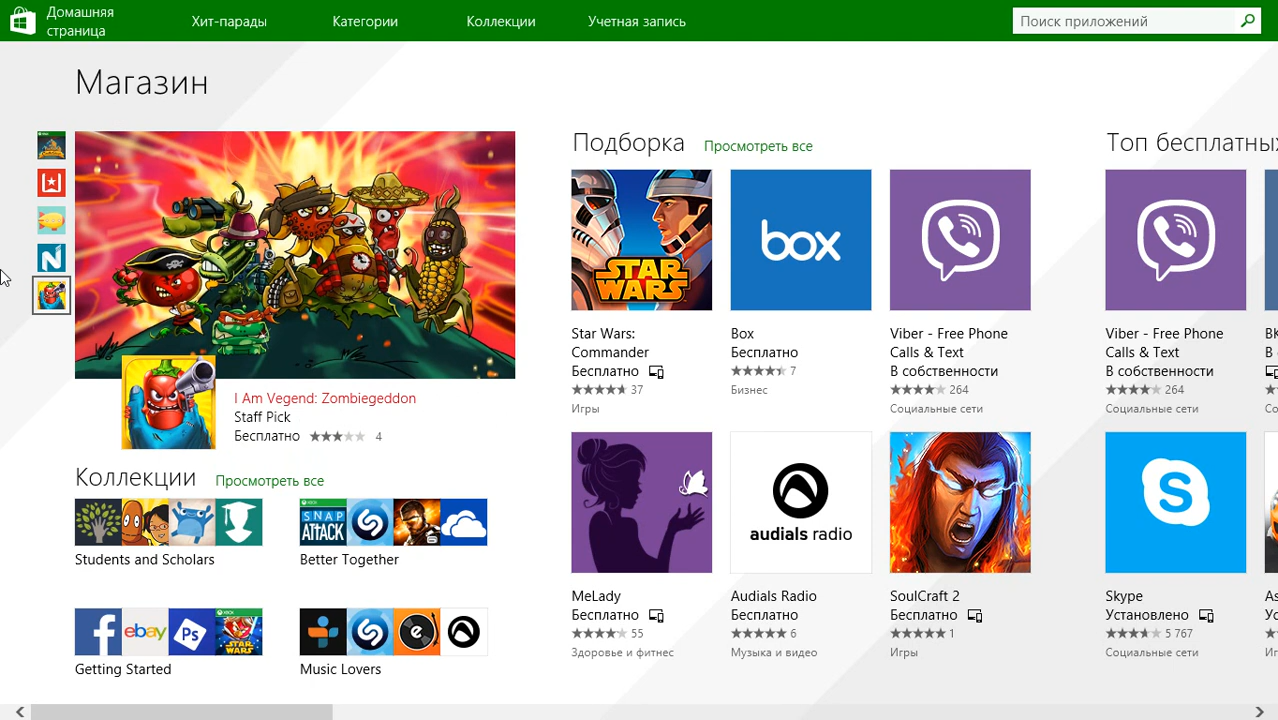 Домашняя
страница
Хит-парады
Категории
Коллекции
Учетная запись
Поиск приложений
Магазин
I Am Vegend: Zombiegeddon
Staff Pick
Бесплатно 4
Коллекции Просмотреть все
SNAP
ATTACK
Students and Scholars
Better Together
f ebay Ps STAR
WARS
Getting Started
Music Lovers
Подборка Просмотреть все
STAR
WARS
Star Wars:
Commander
Бесплатно
37
Игры
box
Box
Бесплатно
7
Бизнес
Viber - Free Phone
Calls & Text
В собственности
264
Социальные сети
MeLady
Бесплатно
55
Здоровье и фитнес
audials radio
Audials Radio
Бесплатно
6
Музыка и видео
SoulCraft 2
Бесплатно
1
Игры
Топ бесплатных
Viber - Free Phone
Calls & Text
В собственности
264
Социальные сети
S
Skype
Установлено
5 767
Социальные сети